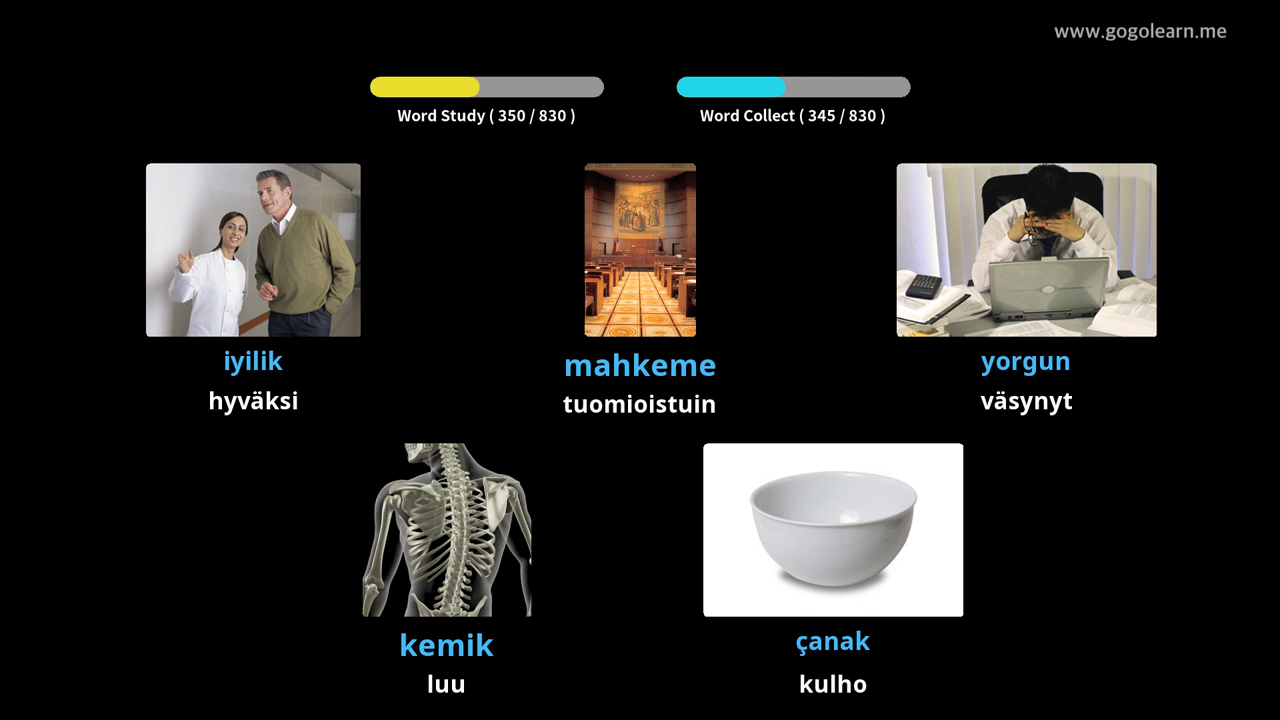 www.gogolearn.me
Word Study ( 350 / 830 )
Word Collect ( 345 / 830 )
iyilik
mahkeme
yorgun
hyväksi
tuomioistuin
väsynyt
kemik
çanak
luu
kulho